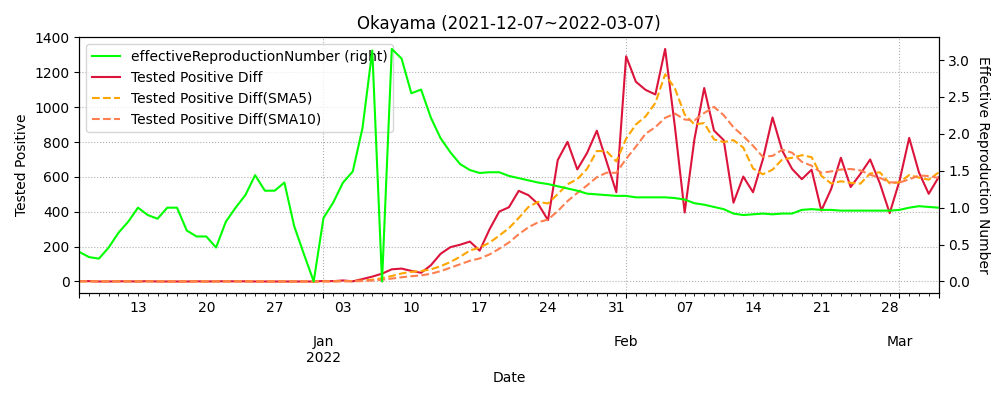 Okayama (2021-12-07~2022-03-07)
effectiveReproductionNumber (right)
Tested Positive Diff
Tested Positive Diff(SMA5)
Tested Positive Diff(SMA10)
Tested Positive
1400
1200
1000
800
600
400
200
0
Effective Reproduction Number
3.0
2.5
2.0
1.5
1.0
0.5
0.0
13 20 27 03 10 17 24 31 07 14 21 28
Jan Feb Mar
2022
Date